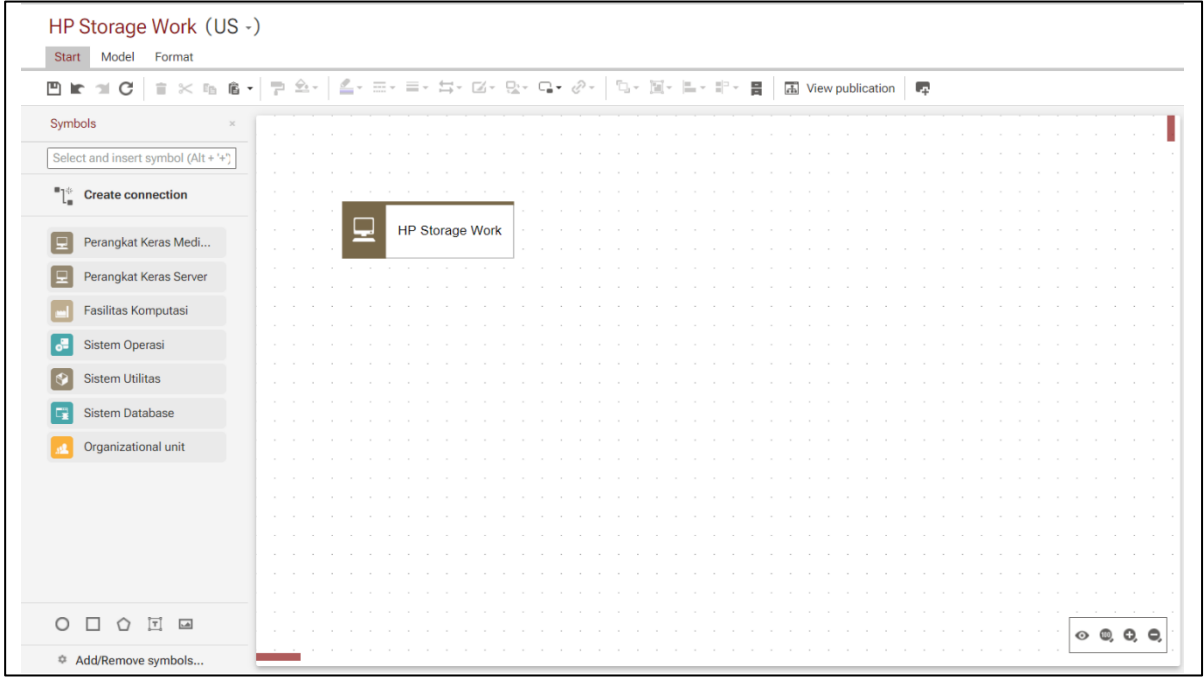 HP Storage Work (US -)
Start Model Format
View publication
Symbols
Select and insert symbol (Alt + '+')
Create connection
HP Storage Work
Perangkat Keras Medi...
Perangkat Keras Server
Fasilitas Komputasi
Sistem Operasi
Sistem Utilitas
Sistem Database
Organizational unit
Add/Remove symbols...